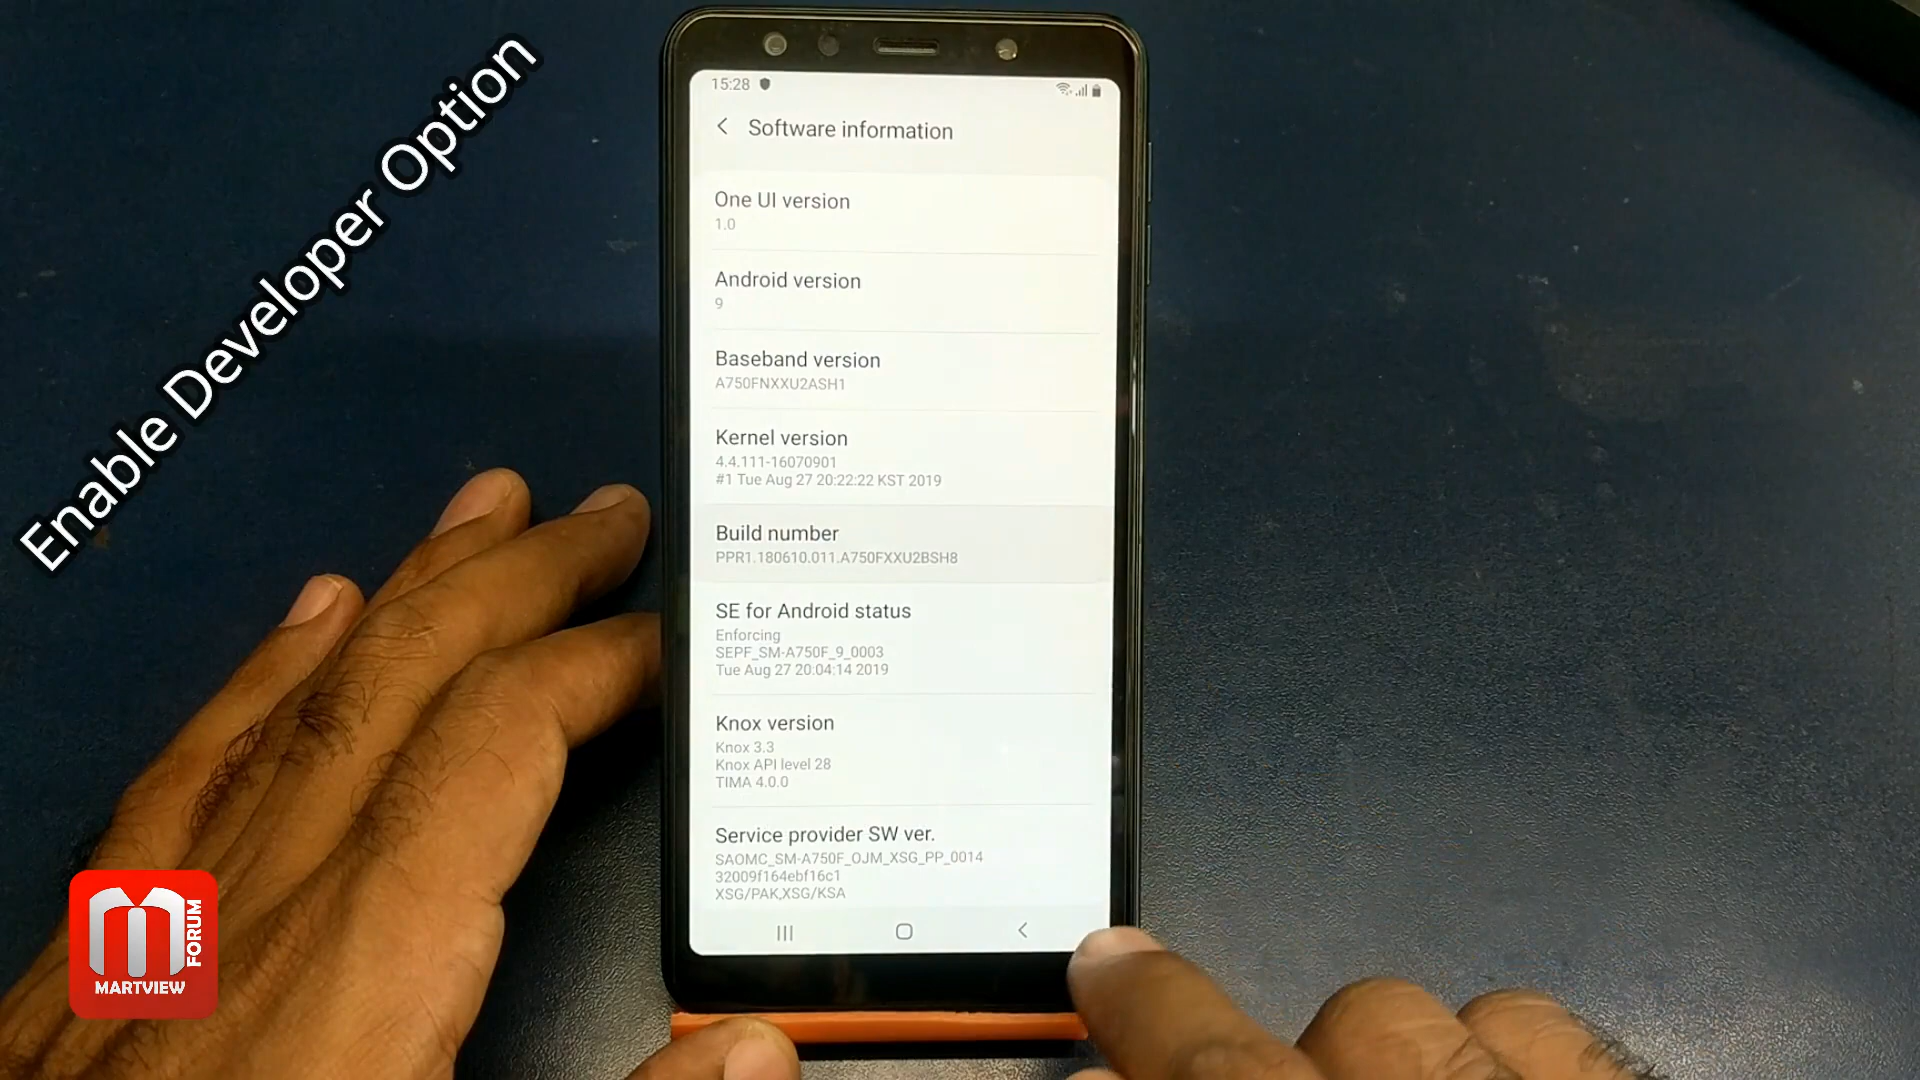 Enable Developer Option
15:28
Software information
One UI version
1.0
Android version
9
Baseband version
A750FNXXU2ASH1
Kernel version
4.4.111-16070901
#1 Tue Aug 27 20:22:22 KST 2019
Build number
PPR1.180610.011.A750FXXU2BSH8
SE for Android status
Enforcing
SEPF_SM-A750F_9_0003
Tue Aug 27 20:04:14 2019
Knox version
Knox 3.3
Knox API level 28
TIMA 4.0.0
Service provider SW ver.
SAOMC_SM-A750F_OJM_XSG_PP_0014
32009f164ebf16c1
XSG/PAK,XSG/KSA
FORUM
MARTVIEW